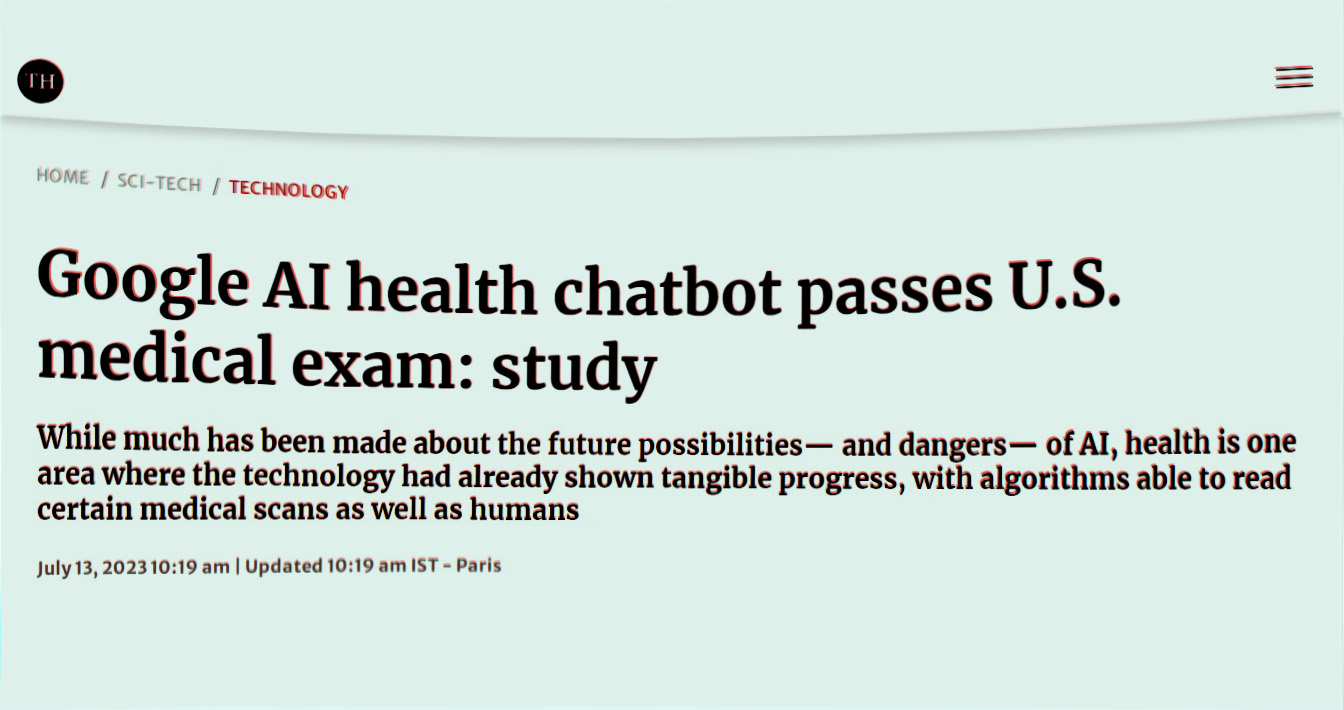 TH
HOME / SCI-TECH / TECHNOLOGY
Google AI health chatbot passes U.S.
medical exam: study
While much has been made about the future possibilities— and dangers— of AI, health is one
area where the technology had already shown tangible progress, with algorithms able to read
certain medical scans as well as humans
July 13, 2023 10:19 am | Updated 10:19 am IST - Paris